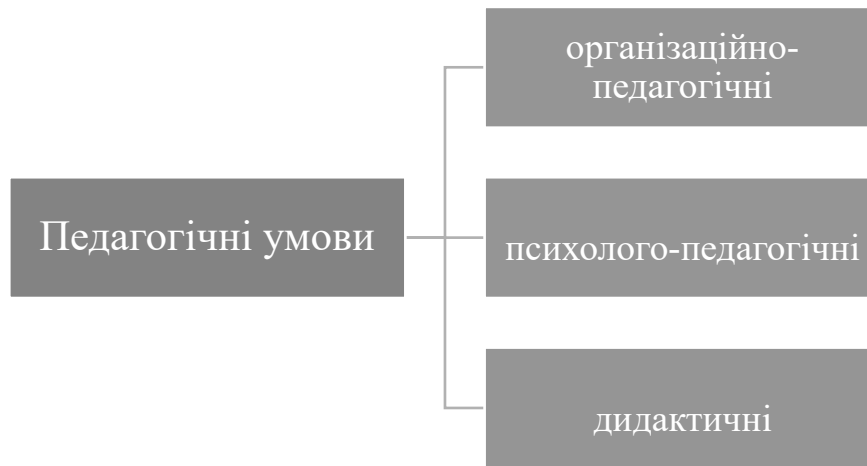 організаційно-
педагогічні
Педагогічні умови
психолого-педагогічні
дидактичні